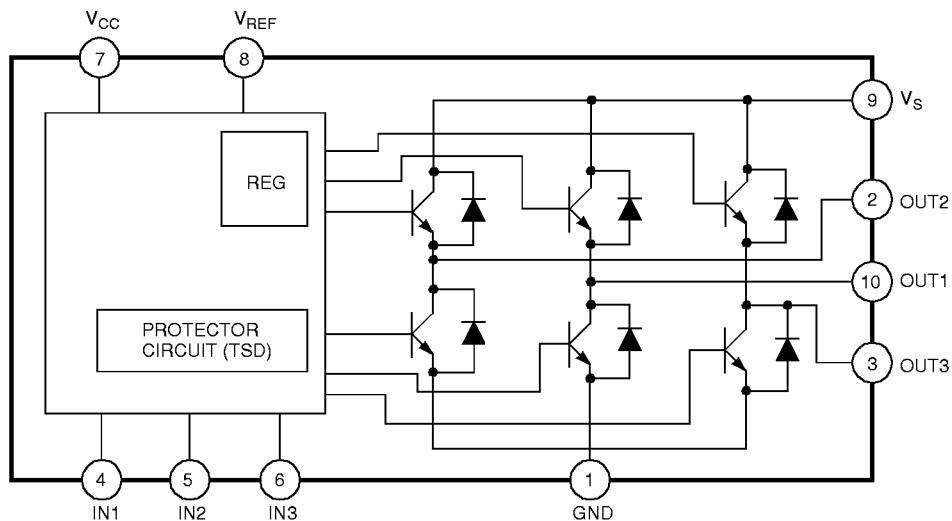 VCC
VREF
7
8
9
VS
REG
2
OUT2
10
OUT1
PROTECTOR
CIRCUIT (TSD)
3
OUT3
4
5
6
1
IN1
IN2
IN3
GND